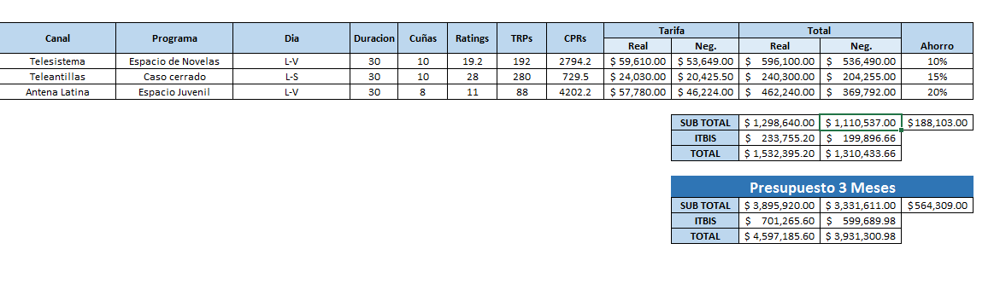 Canal Programa Dia Duracion Cuñas Ratings TRPs CPRs Tarifa Total Ahorro
Real Neg. Real Neg.
Telesistema Espacio de Novelas L-V 30 10 19.2 192 2794.2 $ 59,610.00 $ 53,649.00 $ 596,100.00 $ 536,490.00 10%
Teleantillas Caso cerrado L-S 30 10 28 280 729.5 $ 24,030.00 $ 20,425.50 $ 240,300.00 $ 204,255.00 15%
Antena Latina Espacio Juvenil L-V 30 8 11 88 4202.2 $ 57,780.00 $ 46,224.00 $ 462,240.00 $ 369,792.00 20%
SUB TOTAL $ 1,298,640.00 $ 1,110,537.00 $188,103.00
ITBIS $ 233,755.20 $ 199,896.66
TOTAL $ 1,532,395.20 $ 1,310,433.66
Presupuesto 3 Meses
SUB TOTAL $ 3,895,920.00 $ 3,331,611.00 $564,309.00
ITBIS $ 701,265.60 $ 599,689.98
TOTAL $ 4,597,185.60 $ 3,931,300.98